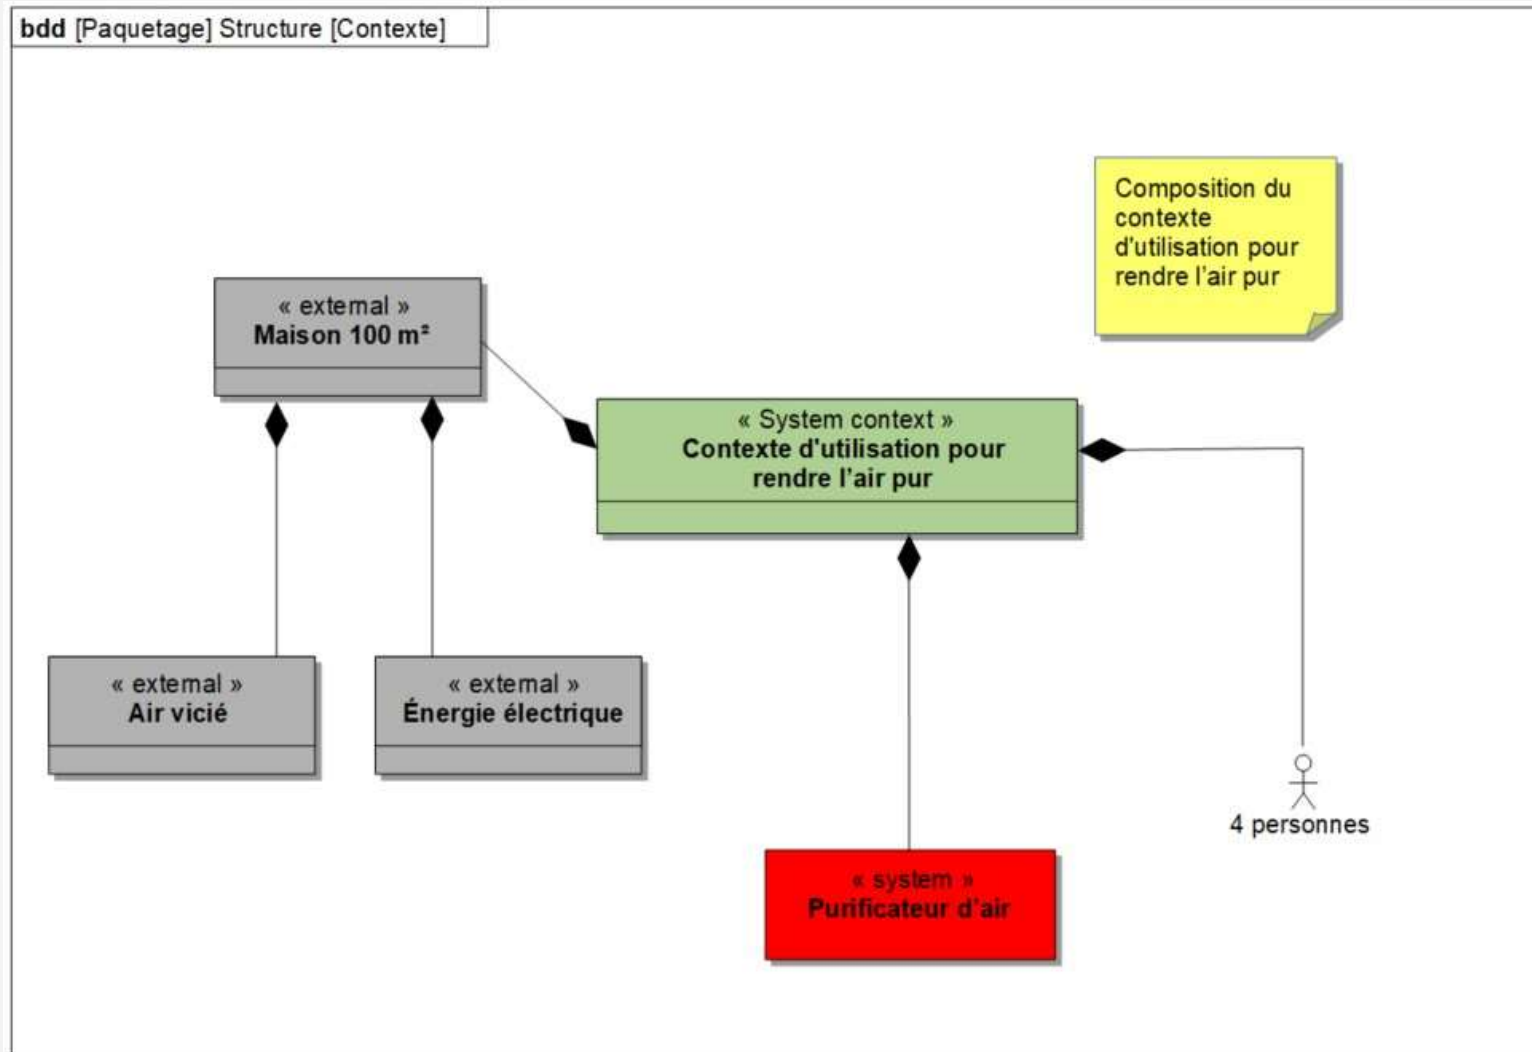 bdd [Paquetage] Structure [Contexte]
Composition du
contexte
d'utilisation pour
rendre l'air pur
« external »
Maison 100 m²
« System context »
Contexte d'utilisation pour
rendre l'air pur
« external »
Air vicié
« external »
Énergie électrique
4 personnes
« system »
Purificateur d'air